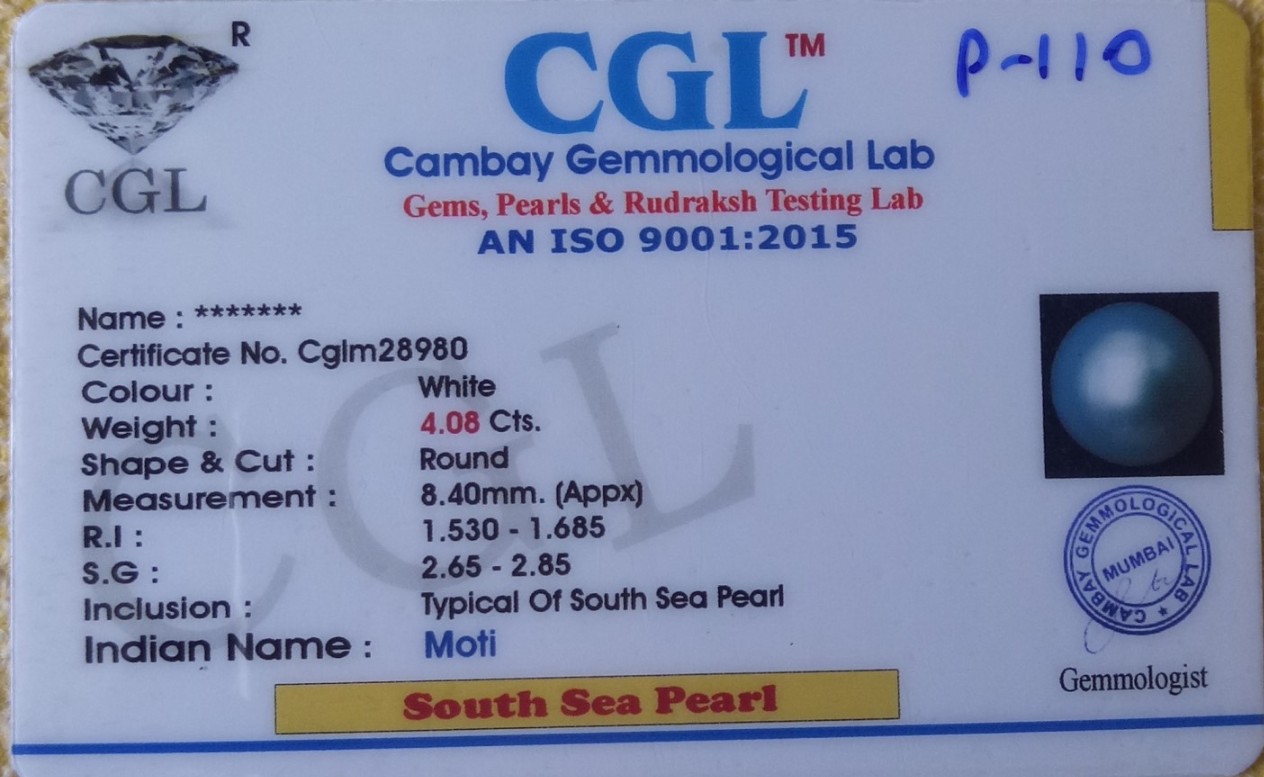 R
CGL
CGL™
P-110
Cambay Gemmological Lab
Gems, Pearls & Rudraksh Testing Lab
AN ISO 9001:2015
Name : *******
Certificate No. Cglm28980
Colour : White
Weight : 4.08 Cts.
Shape & Cut : Round
Measurement : 8.40mm. (Appx)
R.I : 1.530 - 1.685
S.G : 2.65 - 2.85
Inclusion : Typical Of South Sea Pearl
Indian Name : Moti
CGL
South Sea Pearl
CAMBAY GEMMOLOGICAL LAB ★
MUMBAI
Gemmologist